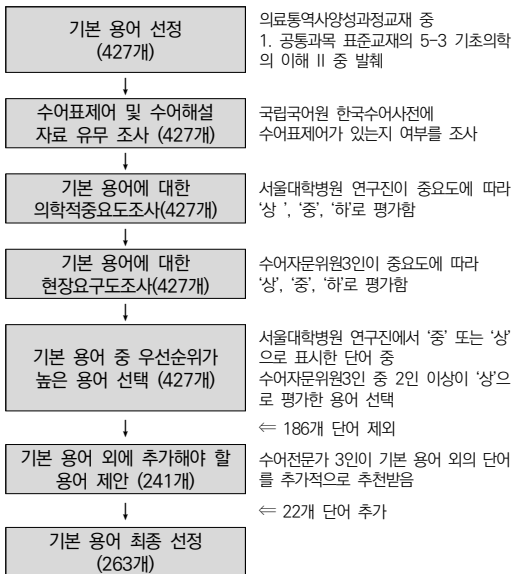 기본 용어 선정
(427개)
의료통역사양성과정교재 중
1. 공통과목 표준교재의 5-3 기초의학
의 이해 II 중 발췌
↓
수어표제어 및 수어해설
자료 유무 조사 (427개)
국립국어원 한국수어사전에
수어표제어가 있는지 여부를 조사
↓
기본 용어에 대한
의학적중요도조사(427개)
서울대학병원 연구진이 중요도에 따라
‘상 ’, ‘중’, ‘하’로 평가함
↓
기본 용어에 대한
현장요구도조사(427개)
수어자문위원3인이 중요도에 따라
‘상’, ‘중’, ‘하’로 평가함
↓
기본 용어 중 우선순위가
높은 용어 선택 (427개)
서울대학병원 연구진에서 ‘중’ 또는 ‘상’
으로 표시한 단어 중
수어자문위원3인 중 2인 이상이 ‘상’으
로 평가한 용어 선택
↓
⇐ 186개 단어 제외
기본 용어 외에 추가해야 할
용어 제안 (241개)
수어전문가 3인이 기본 용어 외의 단어
를 추가적으로 추천받음
↓
⇐ 22개 단어 추가
기본 용어 최종 선정
(263개)